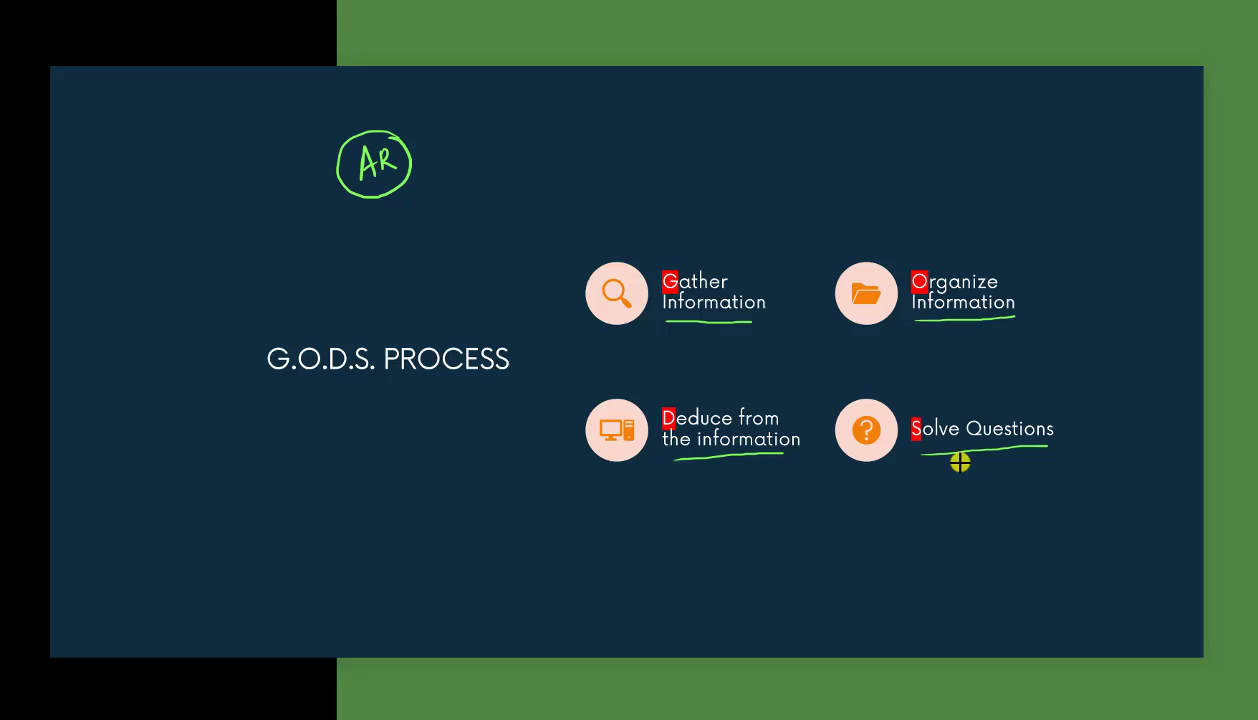 AR
G.O.D.S. PROCESS
Gather
Information
Organize
Information
Deduce from
the information
Solve Questions